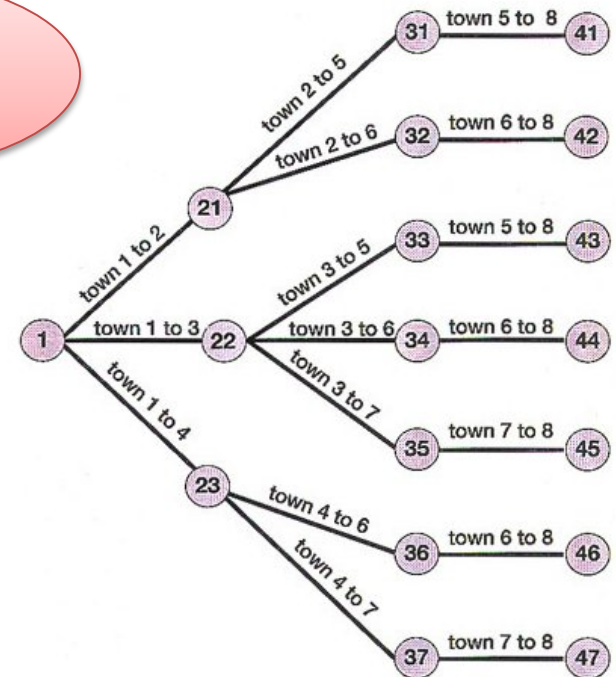 31 town 5 to 8 41
town 2 to 5
32 town 6 to 8 42
town 2 to 6
21
33 town 5 to 8 43
town 1 to 2
town 3 to 5
1 town 1 to 3 22 town 3 to 6 34 town 6 to 8 44
town 3 to 7
town 1 to 4
35 town 7 to 8 45
23
town 4 to 6
36 town 6 to 8 46
town 4 to 7
37 town 7 to 8 47